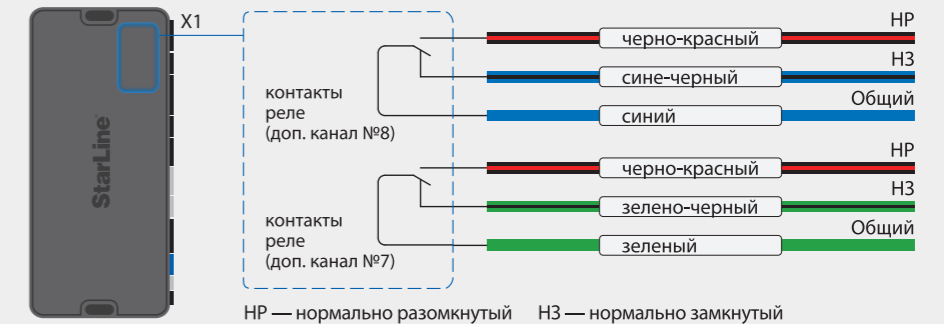 X1
StarLine
контакты
реле
(доп. канал №8)
черно-красный
НР
сине-черный
НЗ
синий
Общий
контакты
реле
(доп. канал №7)
черно-красный
НР
зелено-черный
НЗ
зеленый
Общий
НР — нормально разомкнутый НЗ — нормально замкнутый